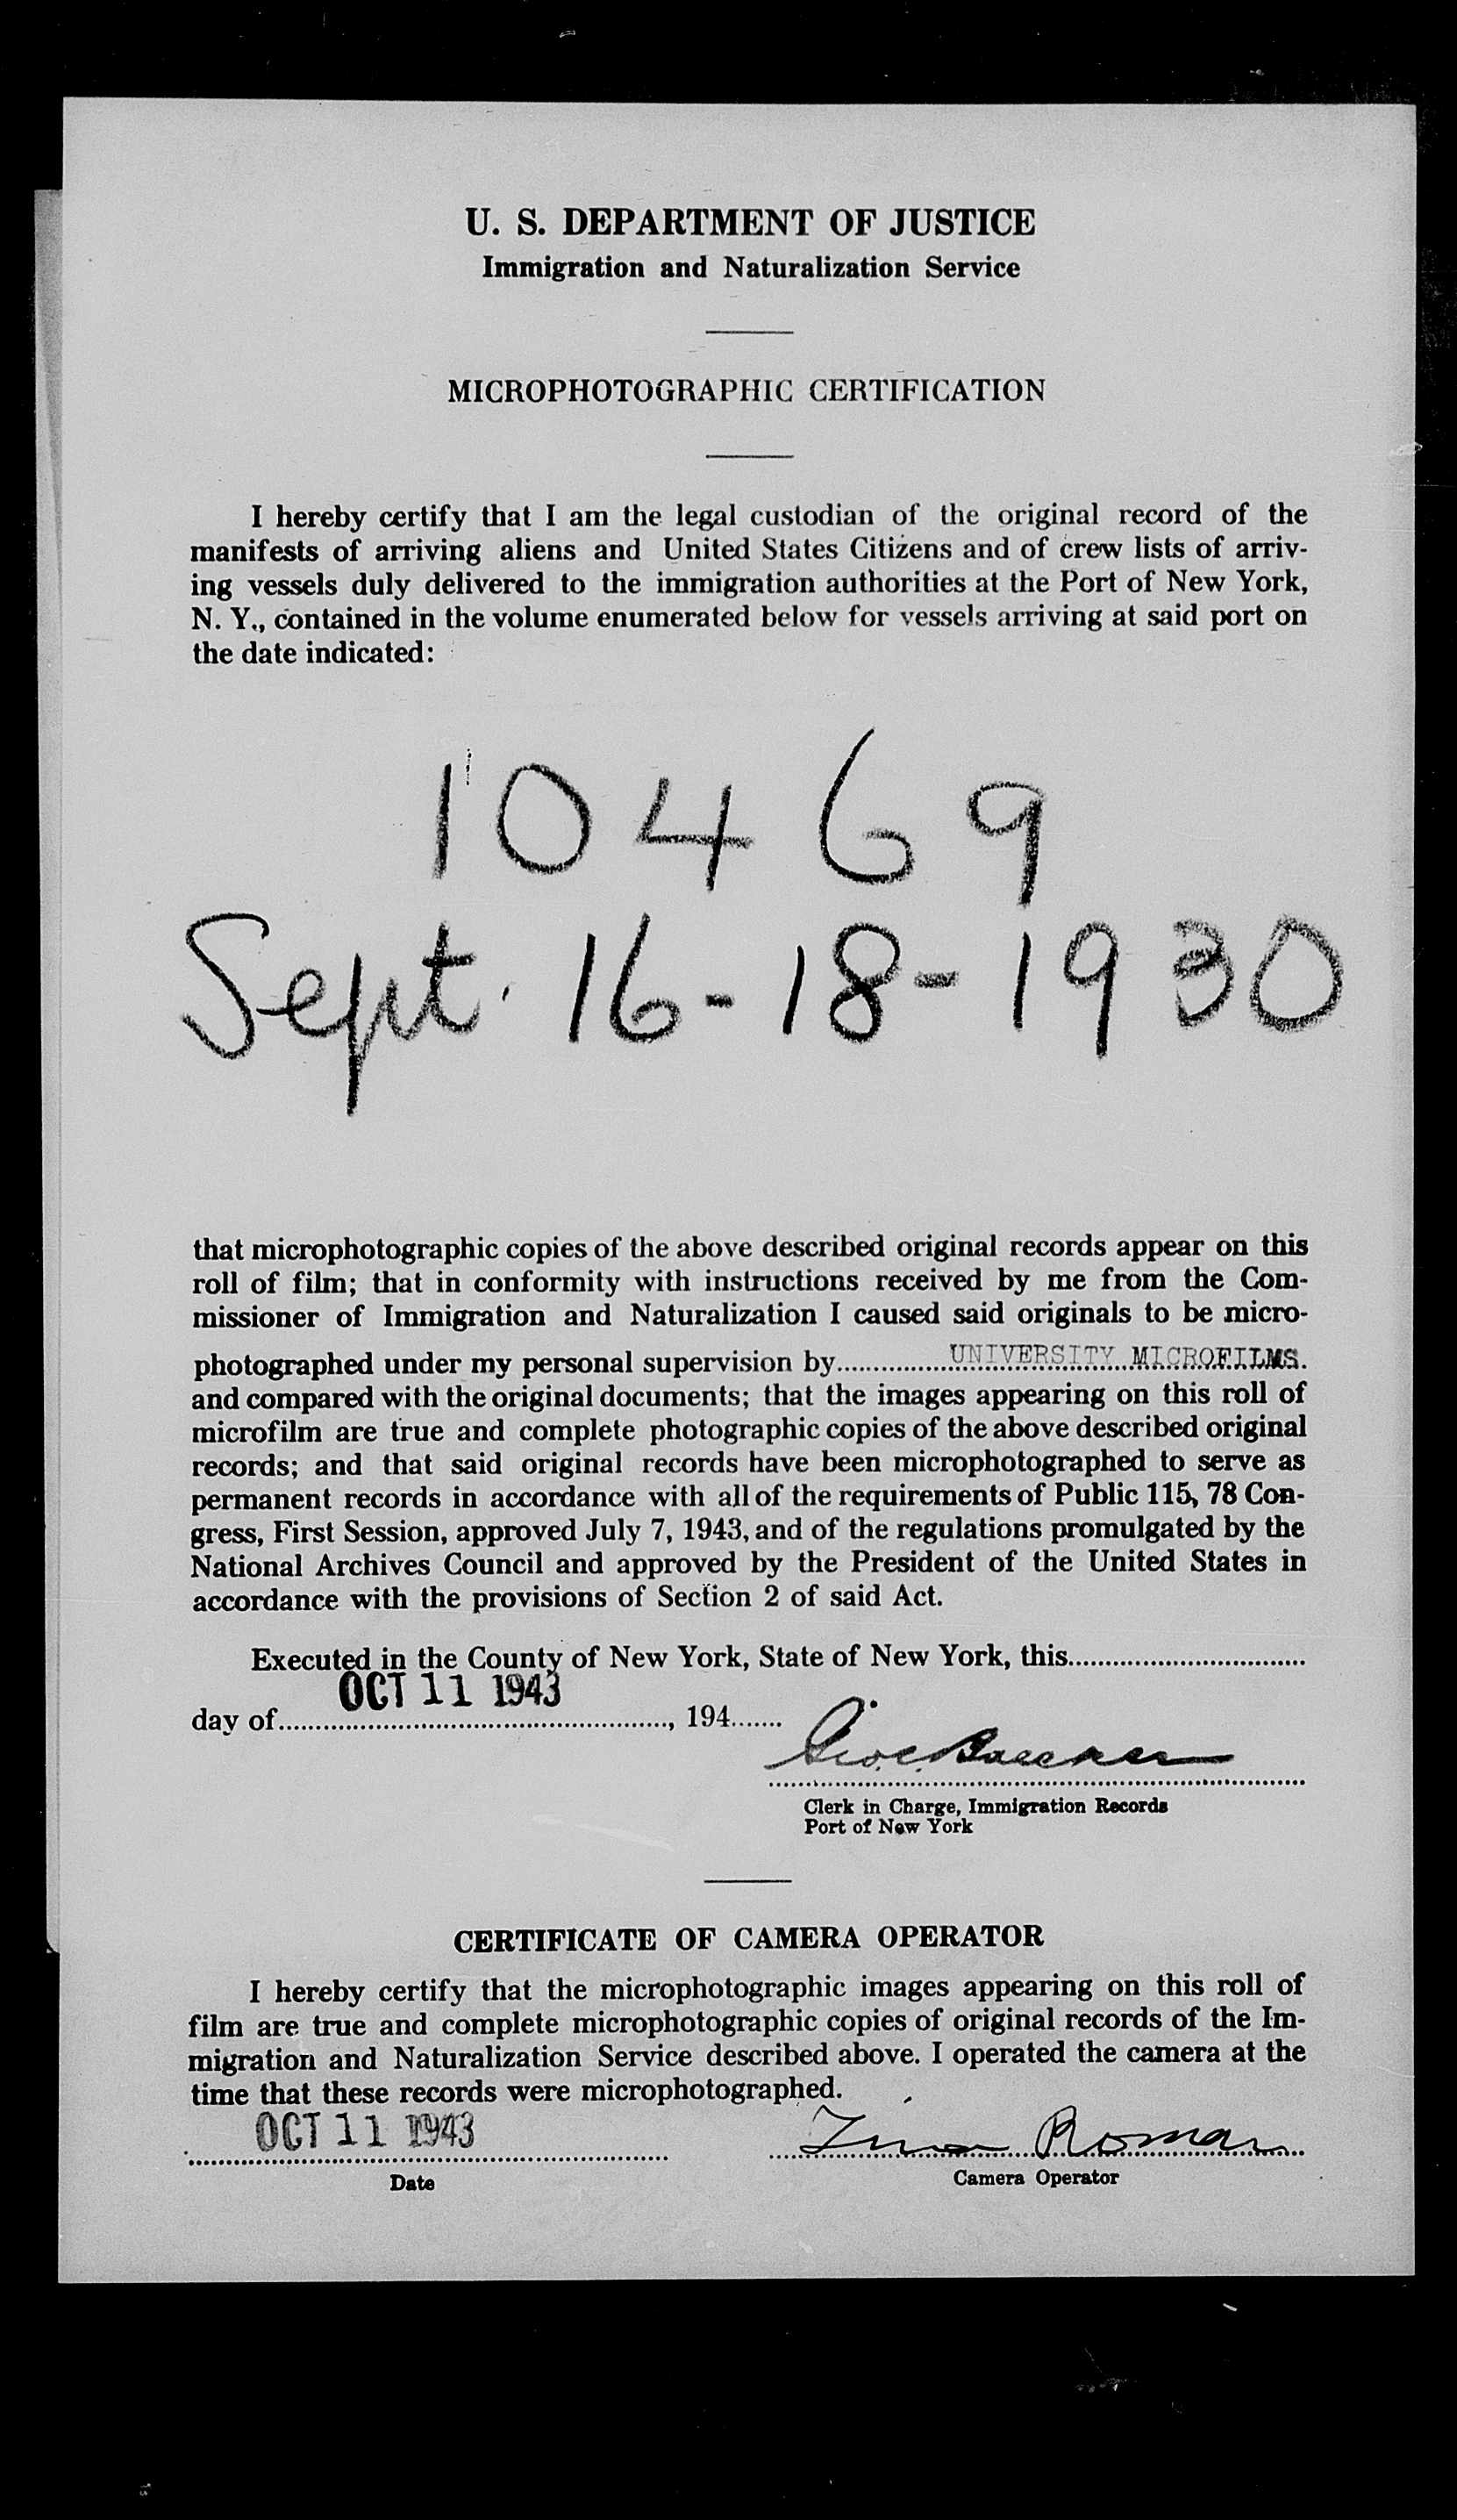 U. S. DEPARTMENT OF JUSTICE
Immigration and Naturalization Service
MICROPHOTOGRAPHIC CERTIFICATION
I hereby certify that I am the legal custodian of the original record of the
manifests of arriving aliens and United States Citizens and of crew lists of arriv-
ing vessels duly delivered to the immigration authorities at the Port of New York,
N. Y., contained in the volume enumerated below for vessels arriving at said port on
the date indicated:
10469
Sept. 16-18-1930
that microphotographic copies of the above described original records appear on this
roll of film; that in conformity with instructions received by me from the Com-
missioner of Immigration and Naturalization I caused said originals to be micro-
photographed under my personal supervision by UNIVERSITY MICROFILMS.
and compared with the original documents; that the images appearing on this roll of
microfilm are true and complete photographic copies of the above described original
records; and that said original records have been microphotographed to serve as
permanent records in accordance with all of the requirements of Public 115, 78 Con-
gress, First Session, approved July 7, 1943, and of the regulations promulgated by the
National Archives Council and approved by the President of the United States in
accordance with the provisions of Section 2 of said Act.
Executed in the County of New York, State of New York, this
OCT 11 1943
day of , 194
Clerk in Charge, Immigration Records
Port of New York
CERTIFICATE OF CAMERA OPERATOR
I hereby certify that the microphotographic images appearing on this roll of
film are true and complete microphotographic copies of original records of the Im-
migration and Naturalization Service described above. I operated the camera at the
time that these records were microphotographed.
OCT 11 1943 Roman
Date Camera Operator